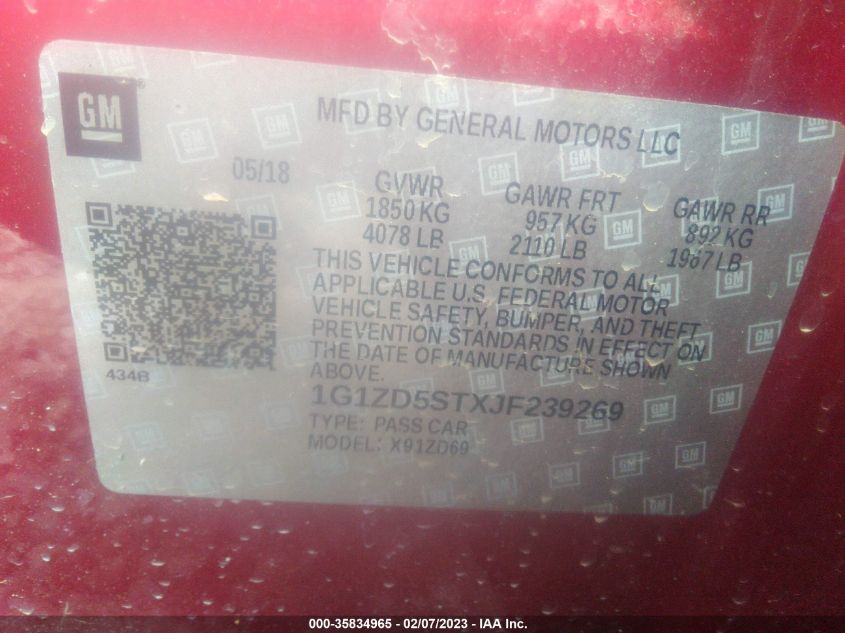 GM
MFD BY GENERAL MOTORS LLC
05/18
GVWR GAWR FRT GAWR RR
1850 KG 957 KG 892 KG
4078 LB 2110 LB 1967 LB
THIS VEHICLE CONFORMS TO ALL
APPLICABLE U.S. FEDERAL MOTOR
VEHICLE SAFETY, BUMPER, AND THEFT
PREVENTION STANDARDS IN EFFECT ON
THE DATE OF MANUFACTURE SHOWN
ABOVE.
434B
1G1ZD5STXJF239269
TYPE: PASS CAR
MODEL: X91ZD69
000-35834965 - 02/07/2023 - IAA Inc.